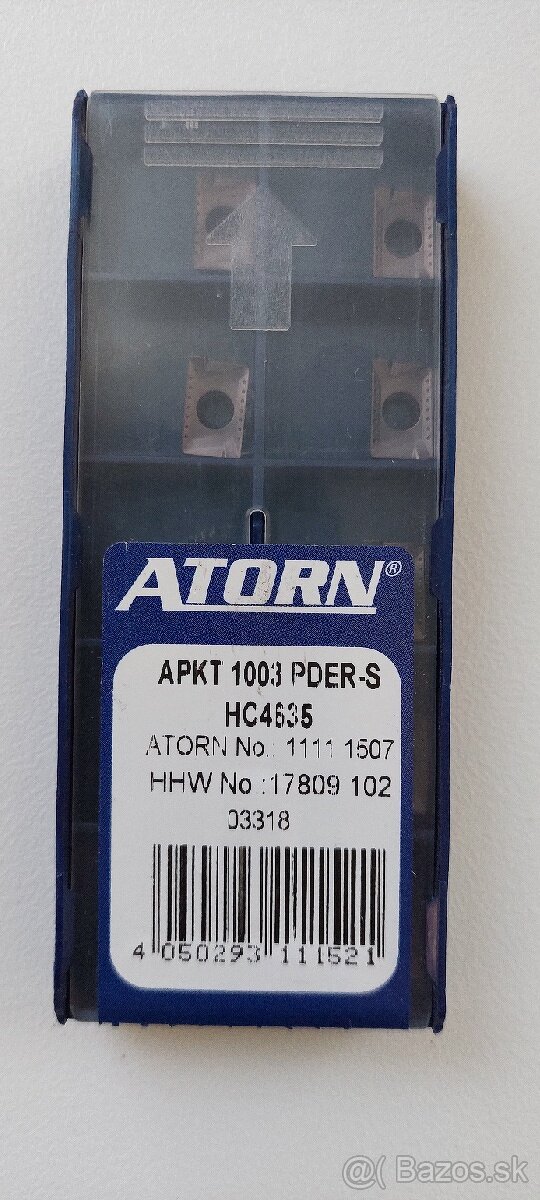 ATORN®
APKT 1003 PDER-S
HC4635
ATORN No.: 1111 1507
HHW No.:17809 102
03318
4 050293 111521
@( Bazos.sk